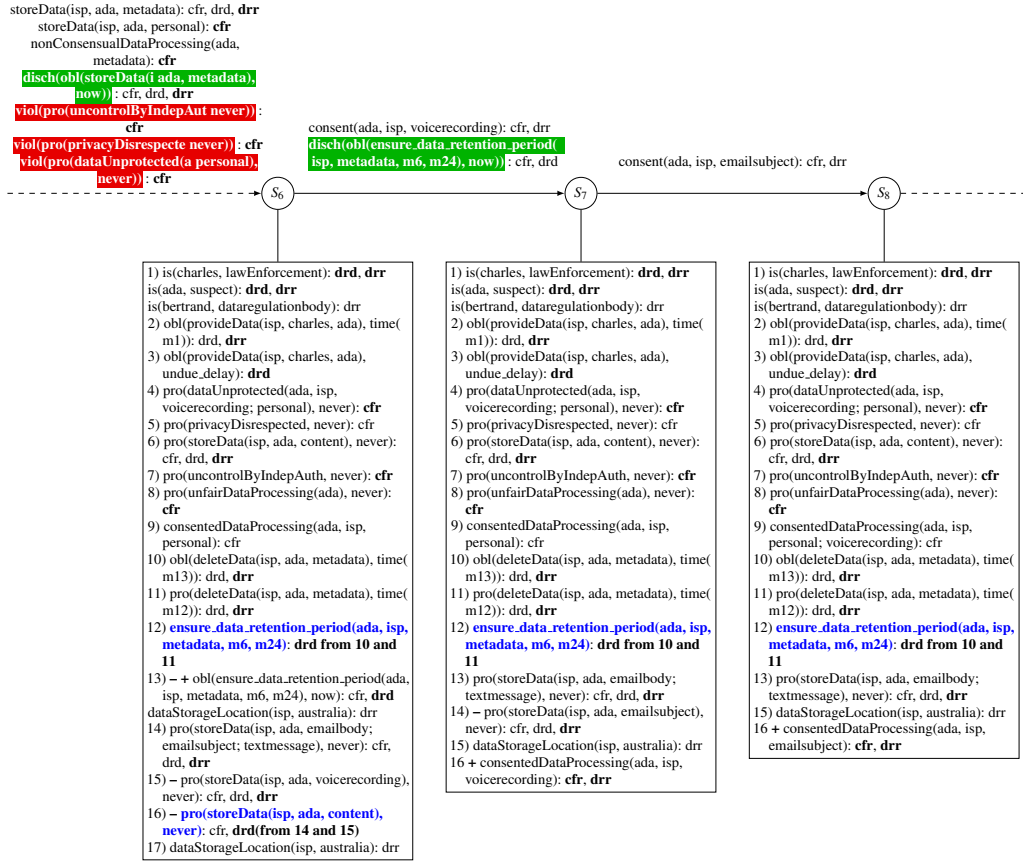 storeData(isp, ada, metadata): cfr, drd, drr
storeData(isp, ada, personal): cfr
nonConsensualDataProcessing(ada,
metadata): cfr
disch(obl(storeData(i ada, metadata),
now)) : cfr, drd, drr
viol(pro(uncontrolByIndepAut never)) :
cfr
viol(pro(privacyDisrespecte never)) : cfr
viol(pro(dataUnprotected(a personal),
never)) : cfr
consent(ada, isp, voicerecording): cfr, drr
disch(obl(ensure_data_retention_period(
isp, metadata, m6, m24), now)) : cfr, drd
consent(ada, isp, emailsubject): cfr, drr
S6
S7
S8
1) is(charles, lawEnforcement): drd, drr
is(ada, suspect): drd, drr
is(bertrand, dataregulationbody): drr
2) obl(provideData(isp, charles, ada), time(
m1)): drd, drr
3) obl(provideData(isp, charles, ada),
undue_delay): drd
4) pro(dataUnprotected(ada, isp,
voicerecording; personal), never): cfr
5) pro(privacyDisrespected, never): cfr
6) pro(storeData(isp, ada, content), never):
cfr, drd, drr
7) pro(uncontrolByIndepAuth, never): cfr
8) pro(unfairDataProcessing(ada), never):
cfr
9) consentedDataProcessing(ada, isp,
personal): cfr
10) obl(deleteData(isp, ada, metadata), time(
m13)): drd, drr
11) pro(deleteData(isp, ada, metadata), time(
m12)): drd, drr
12) ensure_data_retention_period(ada, isp,
metadata, m6, m24): drd from 10 and
11
13) – + obl(ensure_data_retention_period(ada,
isp, metadata, m6, m24), now): cfr, drd
dataStorageLocation(isp, australia): drr
14) pro(storeData(isp, ada, emailbody;
emailsubject; textmessage), never): cfr,
drd, drr
15) – pro(storeData(isp, ada, voicerecording),
never): cfr, drd, drr
16) – pro(storeData(isp, ada, content),
never): cfr, drd(from 14 and 15)
17) dataStorageLocation(isp, australia): drr
1) is(charles, lawEnforcement): drd, drr
is(ada, suspect): drd, drr
is(bertrand, dataregulationbody): drr
2) obl(provideData(isp, charles, ada), time(
m1)): drd, drr
3) obl(provideData(isp, charles, ada),
undue_delay): drd
4) pro(dataUnprotected(ada, isp,
voicerecording; personal), never): cfr
5) pro(privacyDisrespected, never): cfr
6) pro(storeData(isp, ada, content), never):
cfr, drd, drr
7) pro(uncontrolByIndepAuth, never): cfr
8) pro(unfairDataProcessing(ada), never):
cfr
9) consentedDataProcessing(ada, isp,
personal): cfr
10) obl(deleteData(isp, ada, metadata), time(
m13)): drd, drr
11) pro(deleteData(isp, ada, metadata), time(
m12)): drd, drr
12) ensure_data_retention_period(ada, isp,
metadata, m6, m24): drd from 10 and
11
13) pro(storeData(isp, ada, emailbody;
textmessage), never): cfr, drd, drr
14) – pro(storeData(isp, ada, emailsubject),
never): cfr, drd, drr
15) dataStorageLocation(isp, australia): drr
16 + consentedDataProcessing(ada, isp,
voicerecording): cfr, drr
1) is(charles, lawEnforcement): drd, drr
is(ada, suspect): drd, drr
is(bertrand, dataregulationbody): drr
2) obl(provideData(isp, charles, ada), time(
m1)): drd, drr
3) obl(provideData(isp, charles, ada),
undue_delay): drd
4) pro(dataUnprotected(ada, isp,
voicerecording; personal), never): cfr
5) pro(privacyDisrespected, never): cfr
6) pro(storeData(isp, ada, content), never):
cfr, drd, drr
7) pro(uncontrolByIndepAuth, never): cfr
8) pro(unfairDataProcessing(ada), never):
cfr
9) consentedDataProcessing(ada, isp,
personal; voicerecording): cfr
10) obl(deleteData(isp, ada, metadata), time(
m13)): drd, drr
11) pro(deleteData(isp, ada, metadata), time(
m12)): drd, drr
12) ensure_data_retention_period(ada, isp,
metadata, m6, m24): drd from 10 and
11
13) pro(storeData(isp, ada, emailbody;
textmessage), never): cfr, drd, drr
15) dataStorageLocation(isp, australia): drr
16 + consentedDataProcessing(ada, isp,
emailsubject): cfr, drr